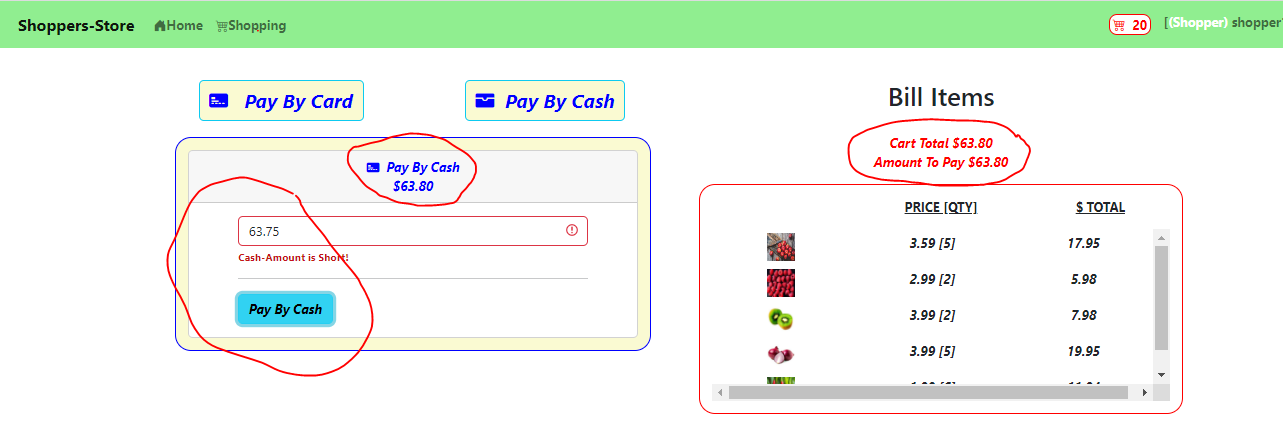 Shoppers-Store Home Shopping 20 [(Shopper) shopper
Pay By Card Pay By Cash
Pay By Cash
$63.80
63.75
Cash-Amount is Short!
Pay By Cash
Bill Items
Cart Total $63.80
Amount To Pay $63.80
PRICE [QTY] $ TOTAL
3.59 [5] 17.95
2.99 [2] 5.98
3.99 [2] 7.98
3.99 [5] 19.95